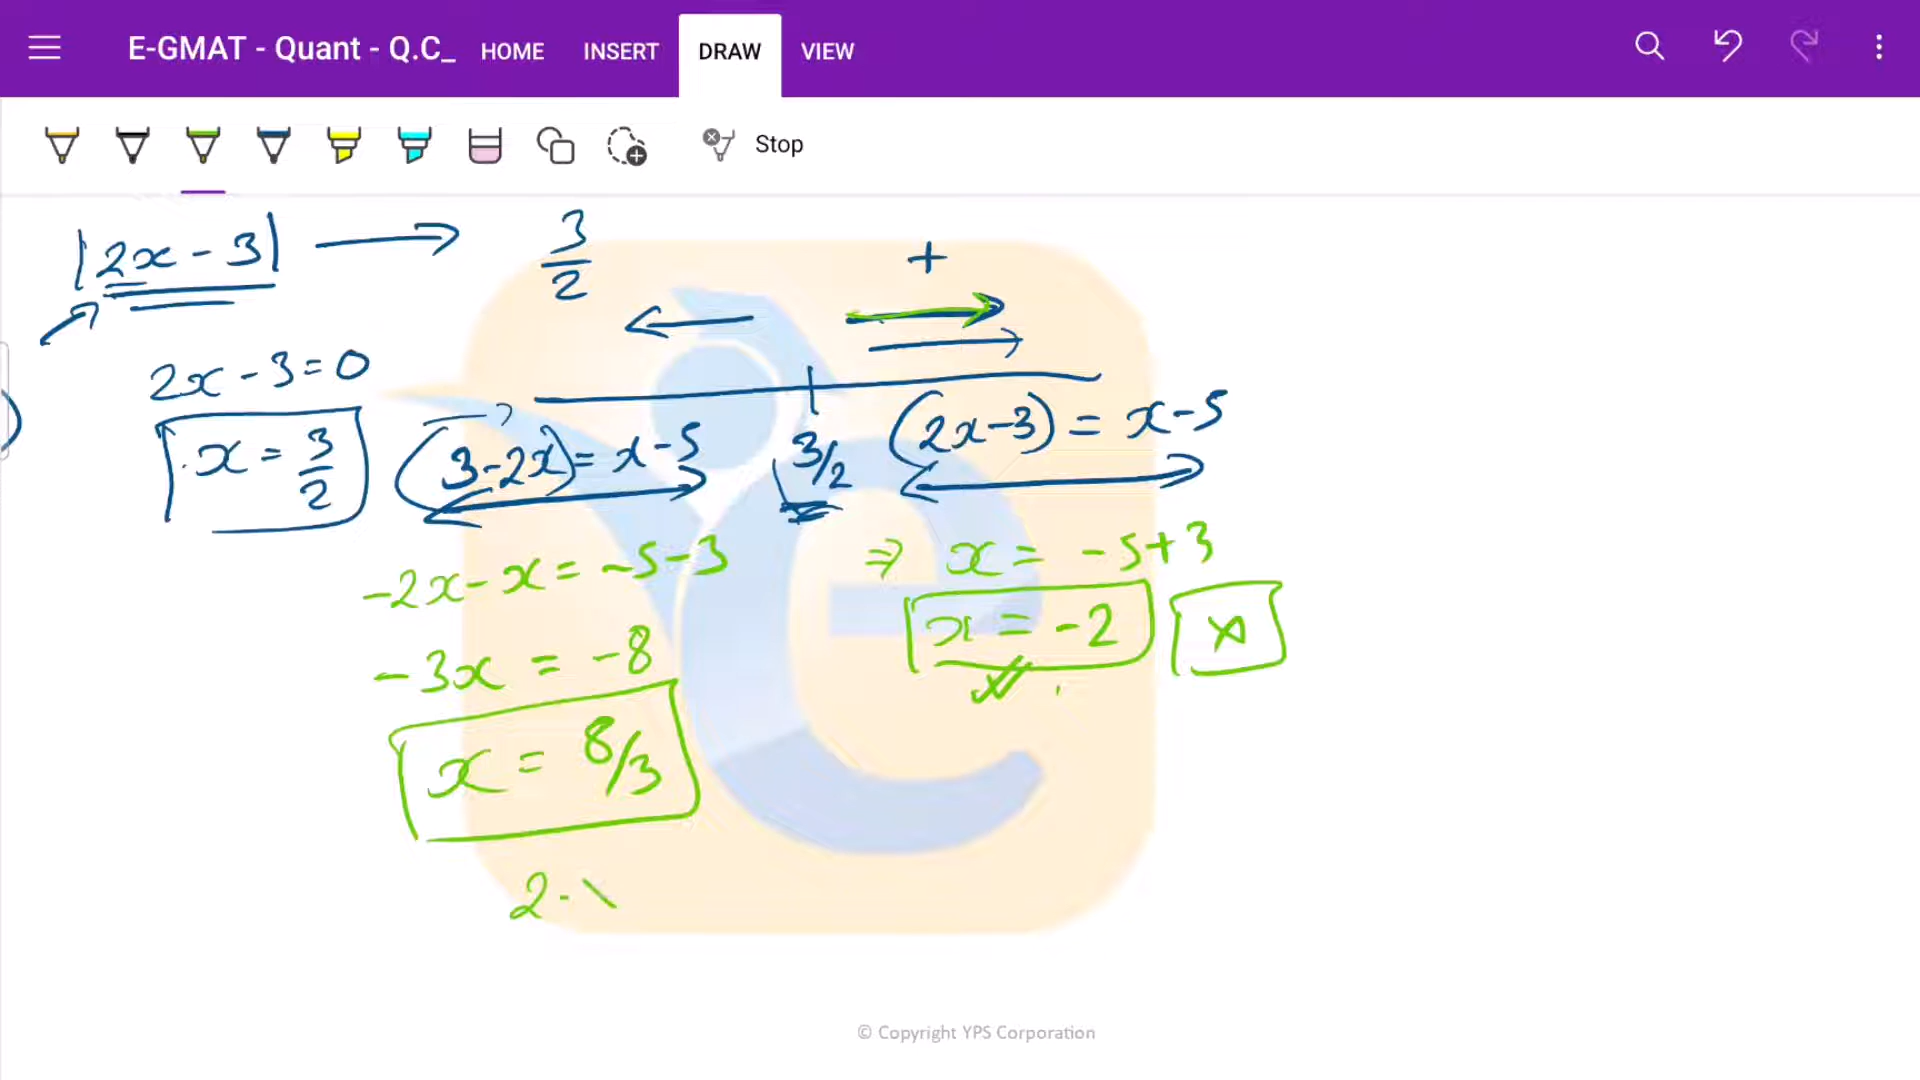 E-GMAT - Quant - Q.C_ HOME INSERT DRAW VIEW
Stop
|2x - 3| → 3/2
+
2x - 3 = 0
x = 3/2
(3-2x) = x-5
3/2
(2x-3) = x-5
-2x-x = -5-3
-3x = -8
x = 8/3
2.
⇒ x = -5+3
x = -2
© Copyright YPS Corporation